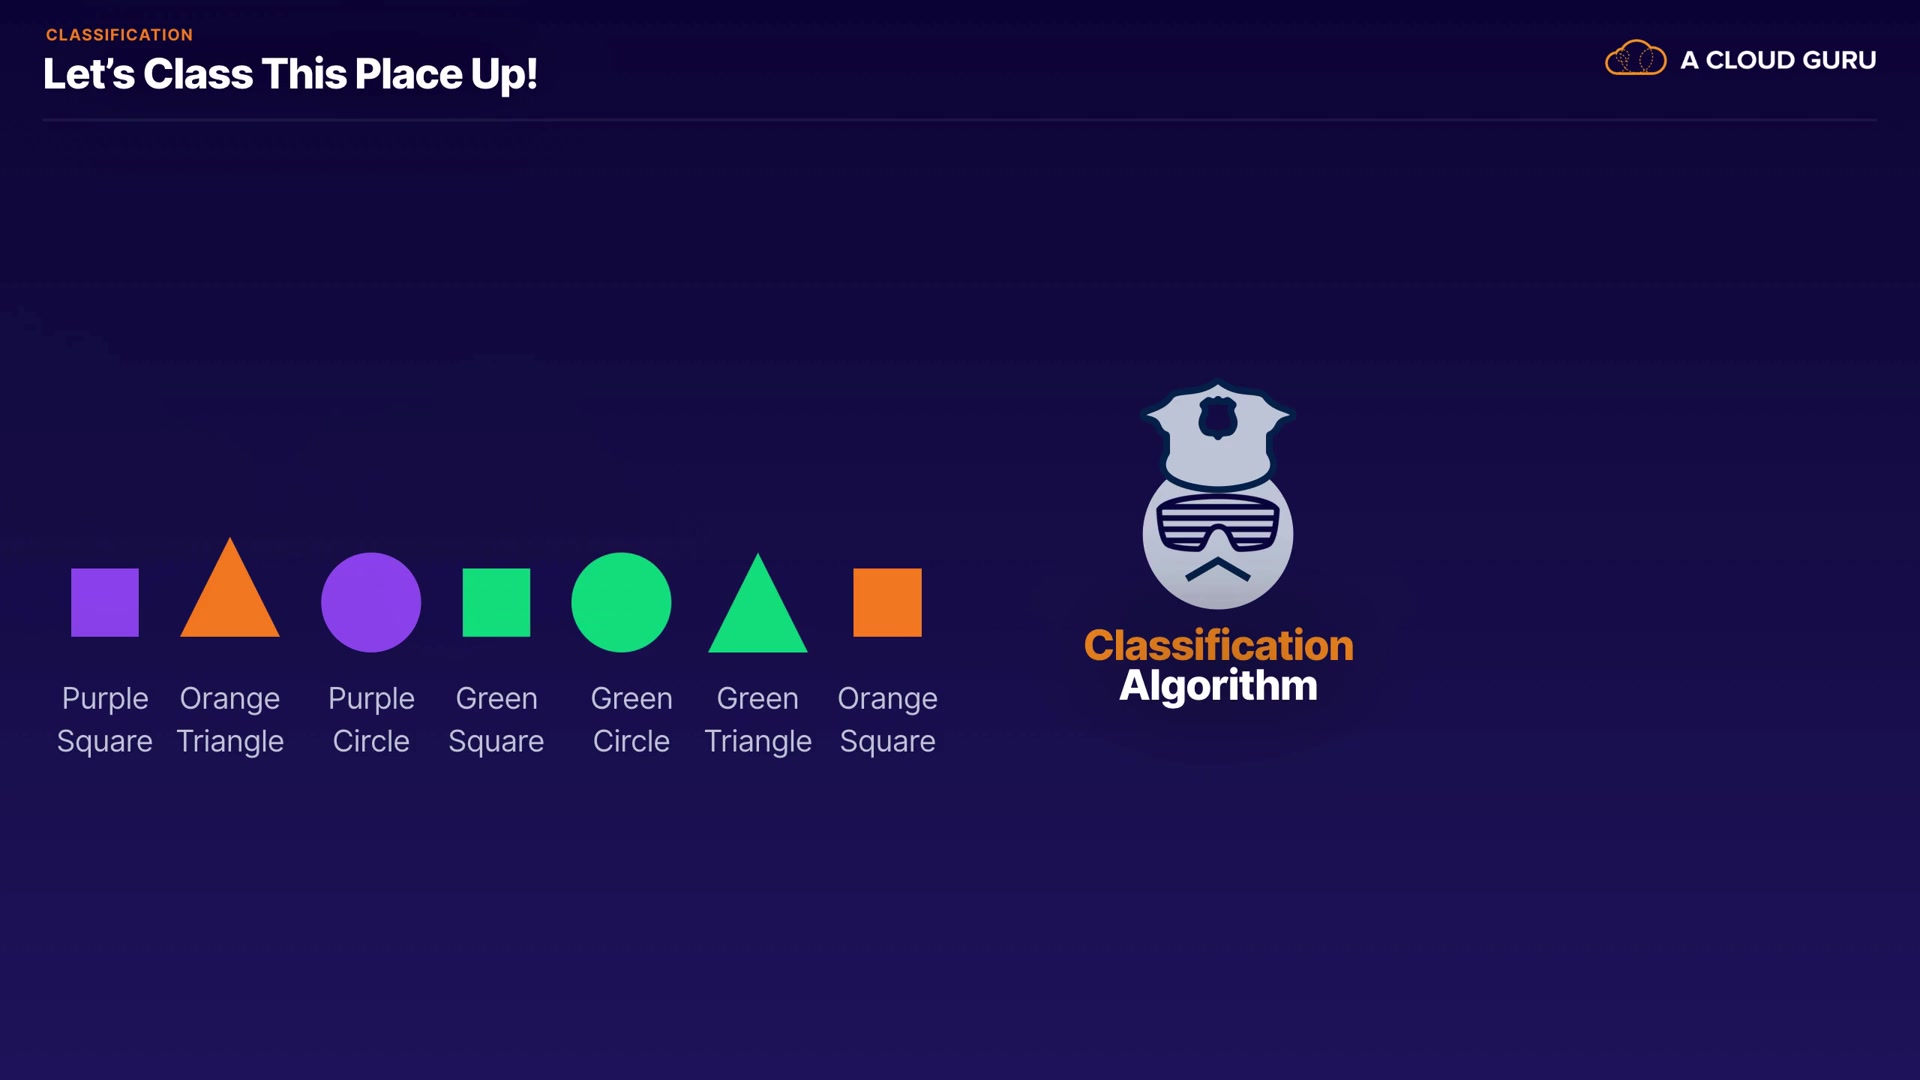 CLASSIFICATION
Let's Class This Place Up!
A CLOUD GURU
Purple
Square
Orange
Triangle
Purple
Circle
Green
Square
Green
Circle
Green
Triangle
Orange
Square
Classification
Algorithm